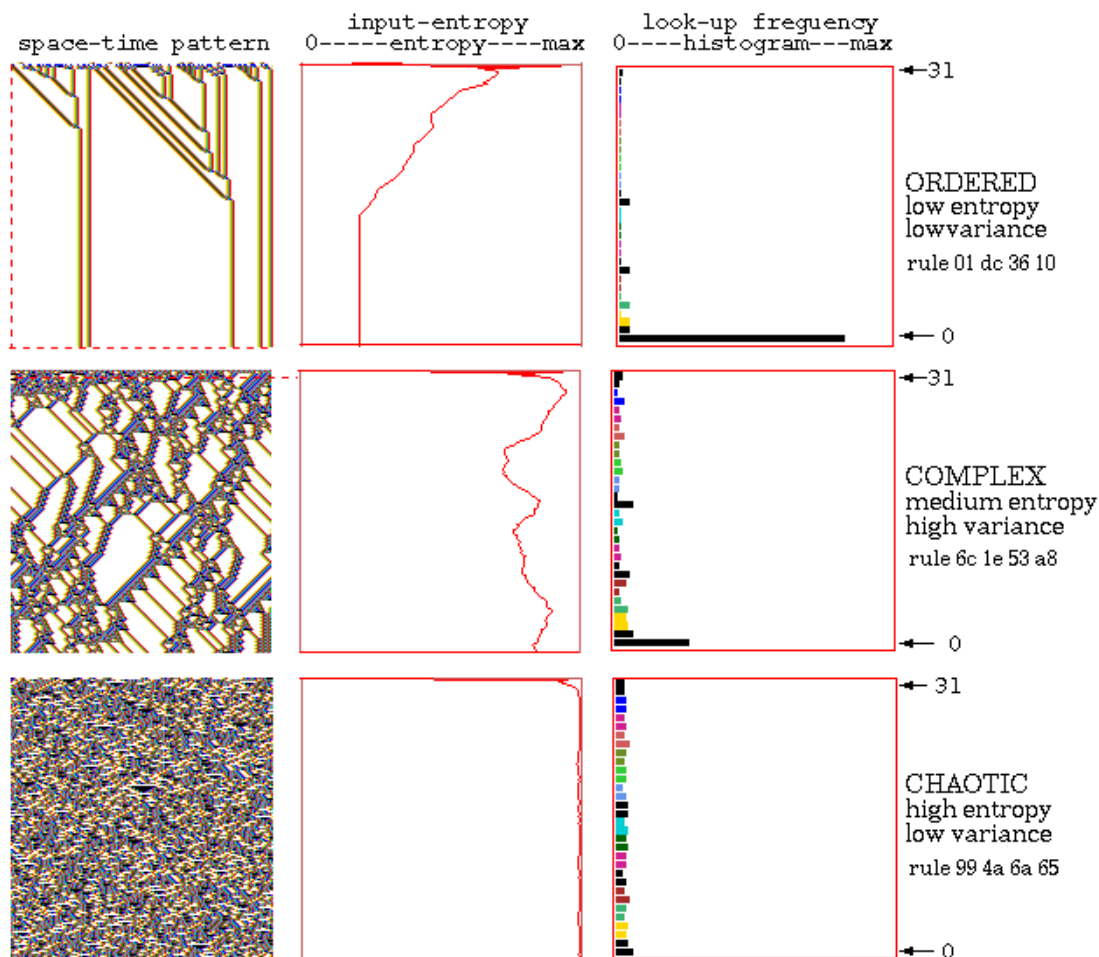 space-time pattern
input-entropy
0------entropy----max
look-up freguency
0----histogram---max
31
ORDERED
low entropy
lowvariance
rule 01 dc 36 10
0
31
COMPLEX
medium entropy
high variance
rule 6c 1e 53 a8
0
31
CHAOTIC
high entropy
low variance
rule 99 4a 6a 65
0